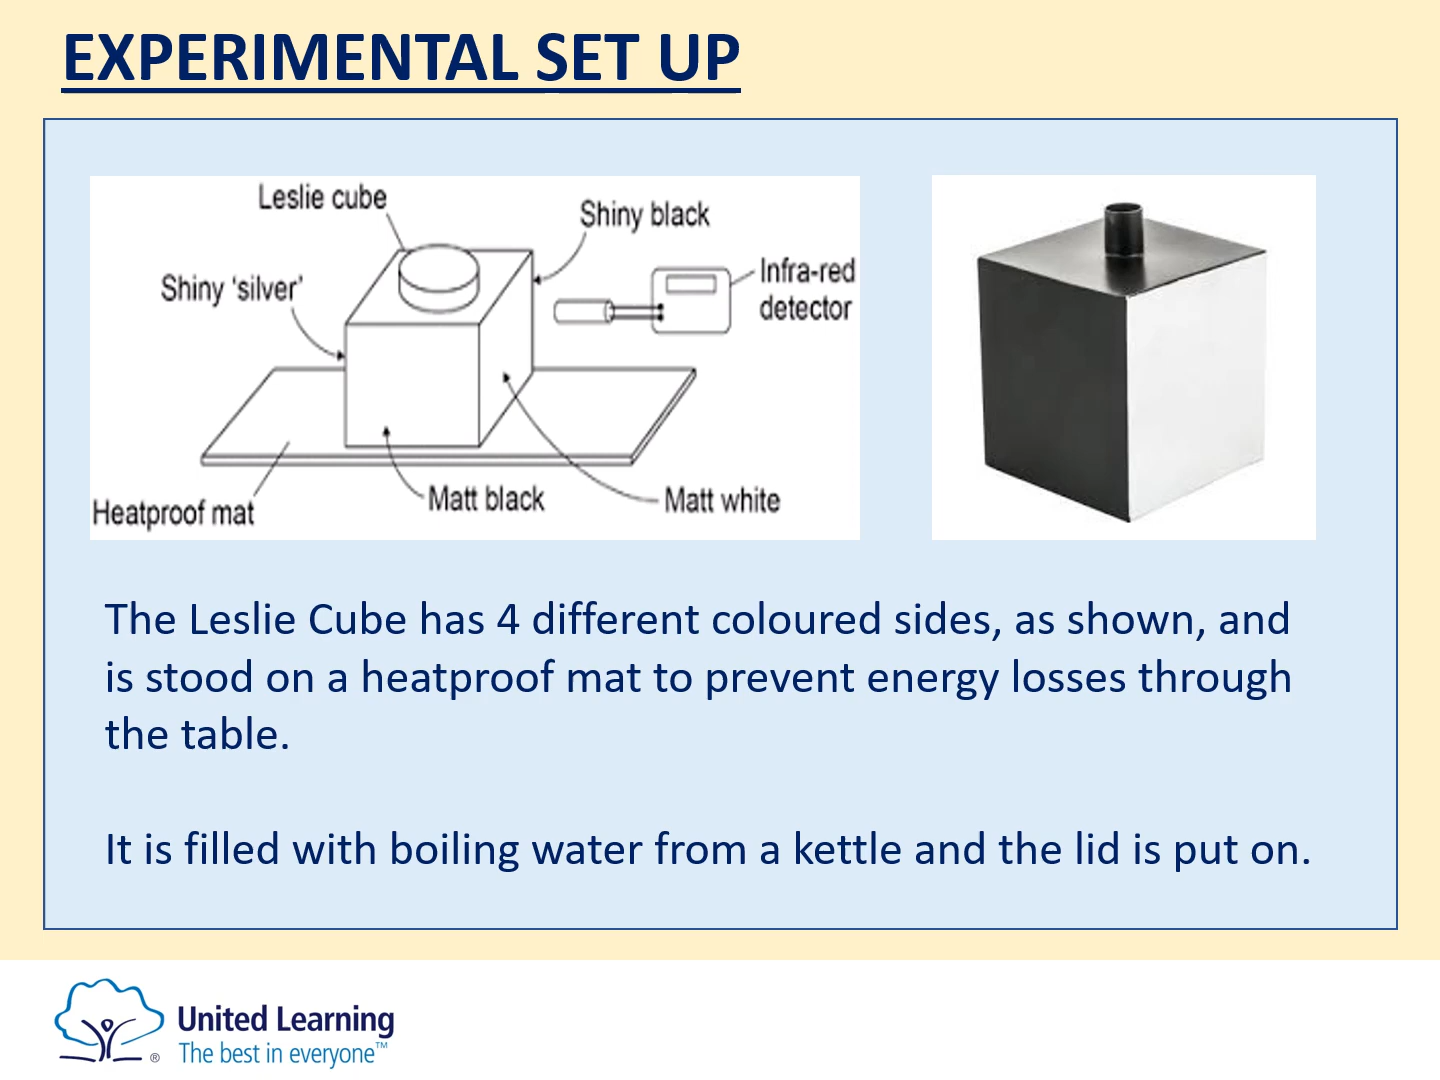 EXPERIMENTAL SET UP
Leslie cube
Shiny black
Shiny ‘silver’
Infra-red
detector
Heatproof mat
Matt black
Matt white
The Leslie Cube has 4 different coloured sides, as shown, and
is stood on a heatproof mat to prevent energy losses through
the table.
It is filled with boiling water from a kettle and the lid is put on.
United Learning
The best in everyone™
®